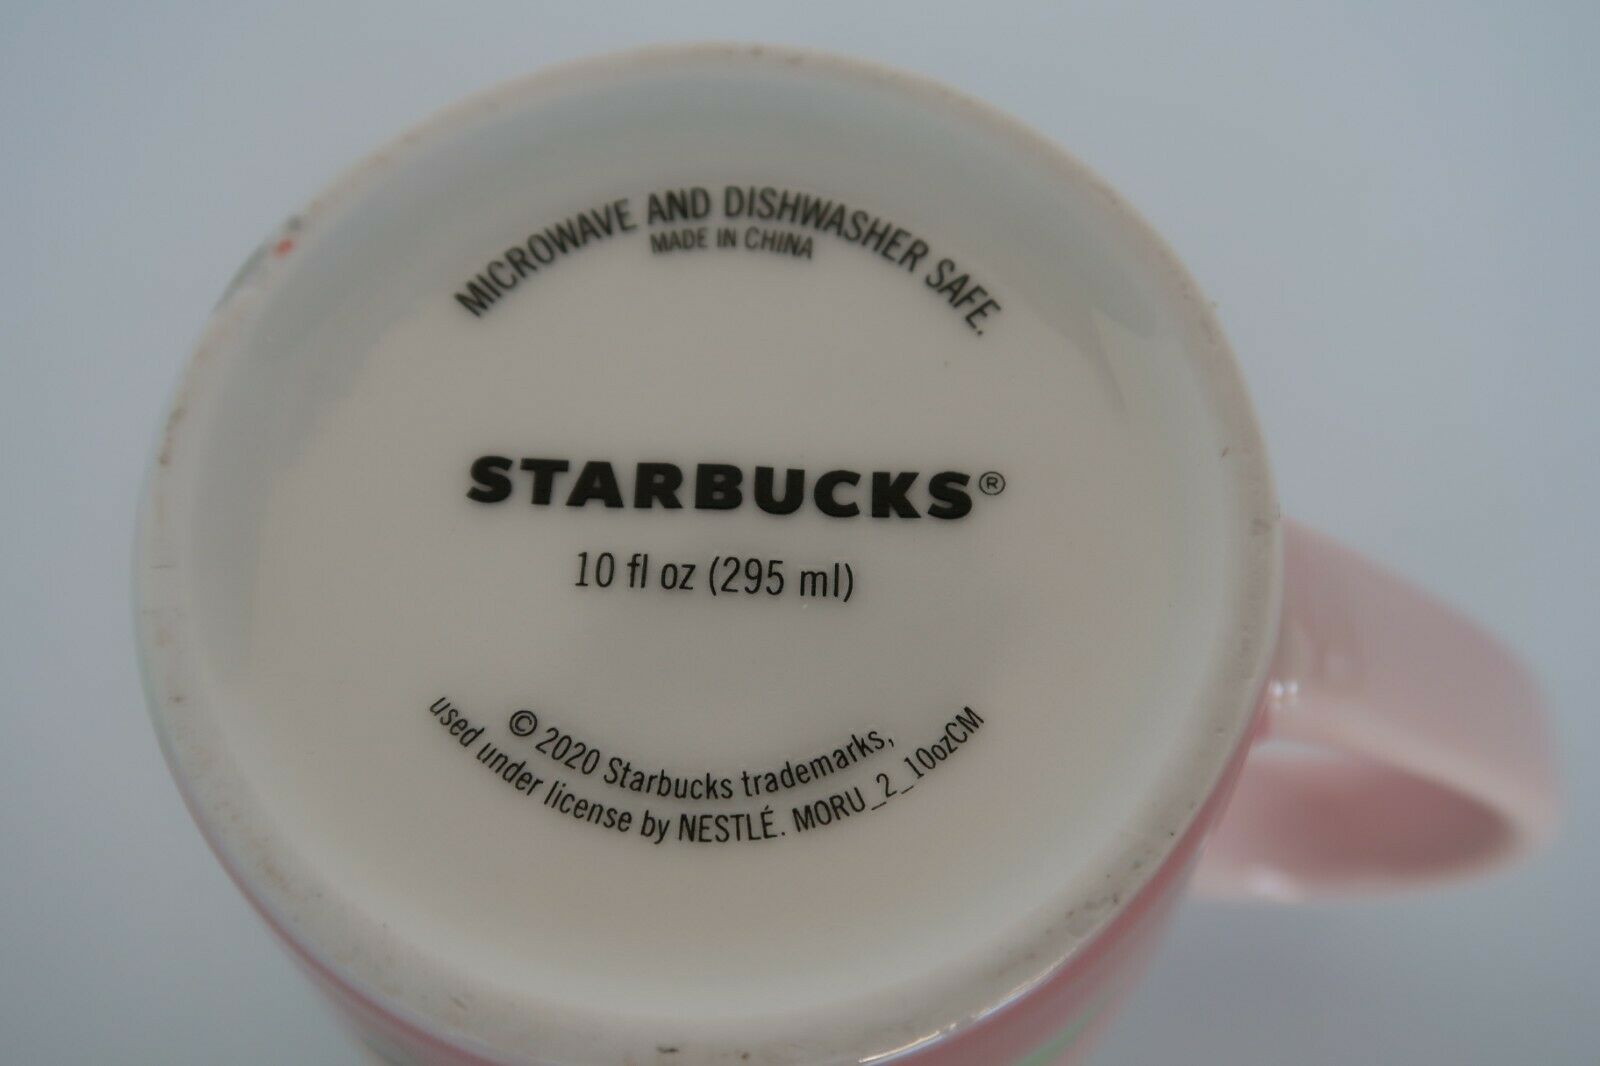 MICROWAVE AND DISHWASHER SAFE.
MADE IN CHINA
STARBUCKS®
10 fl oz (295 ml)
© 2020 Starbucks trademarks,
used under license by NESTLÉ. MORU_2_10ozCM